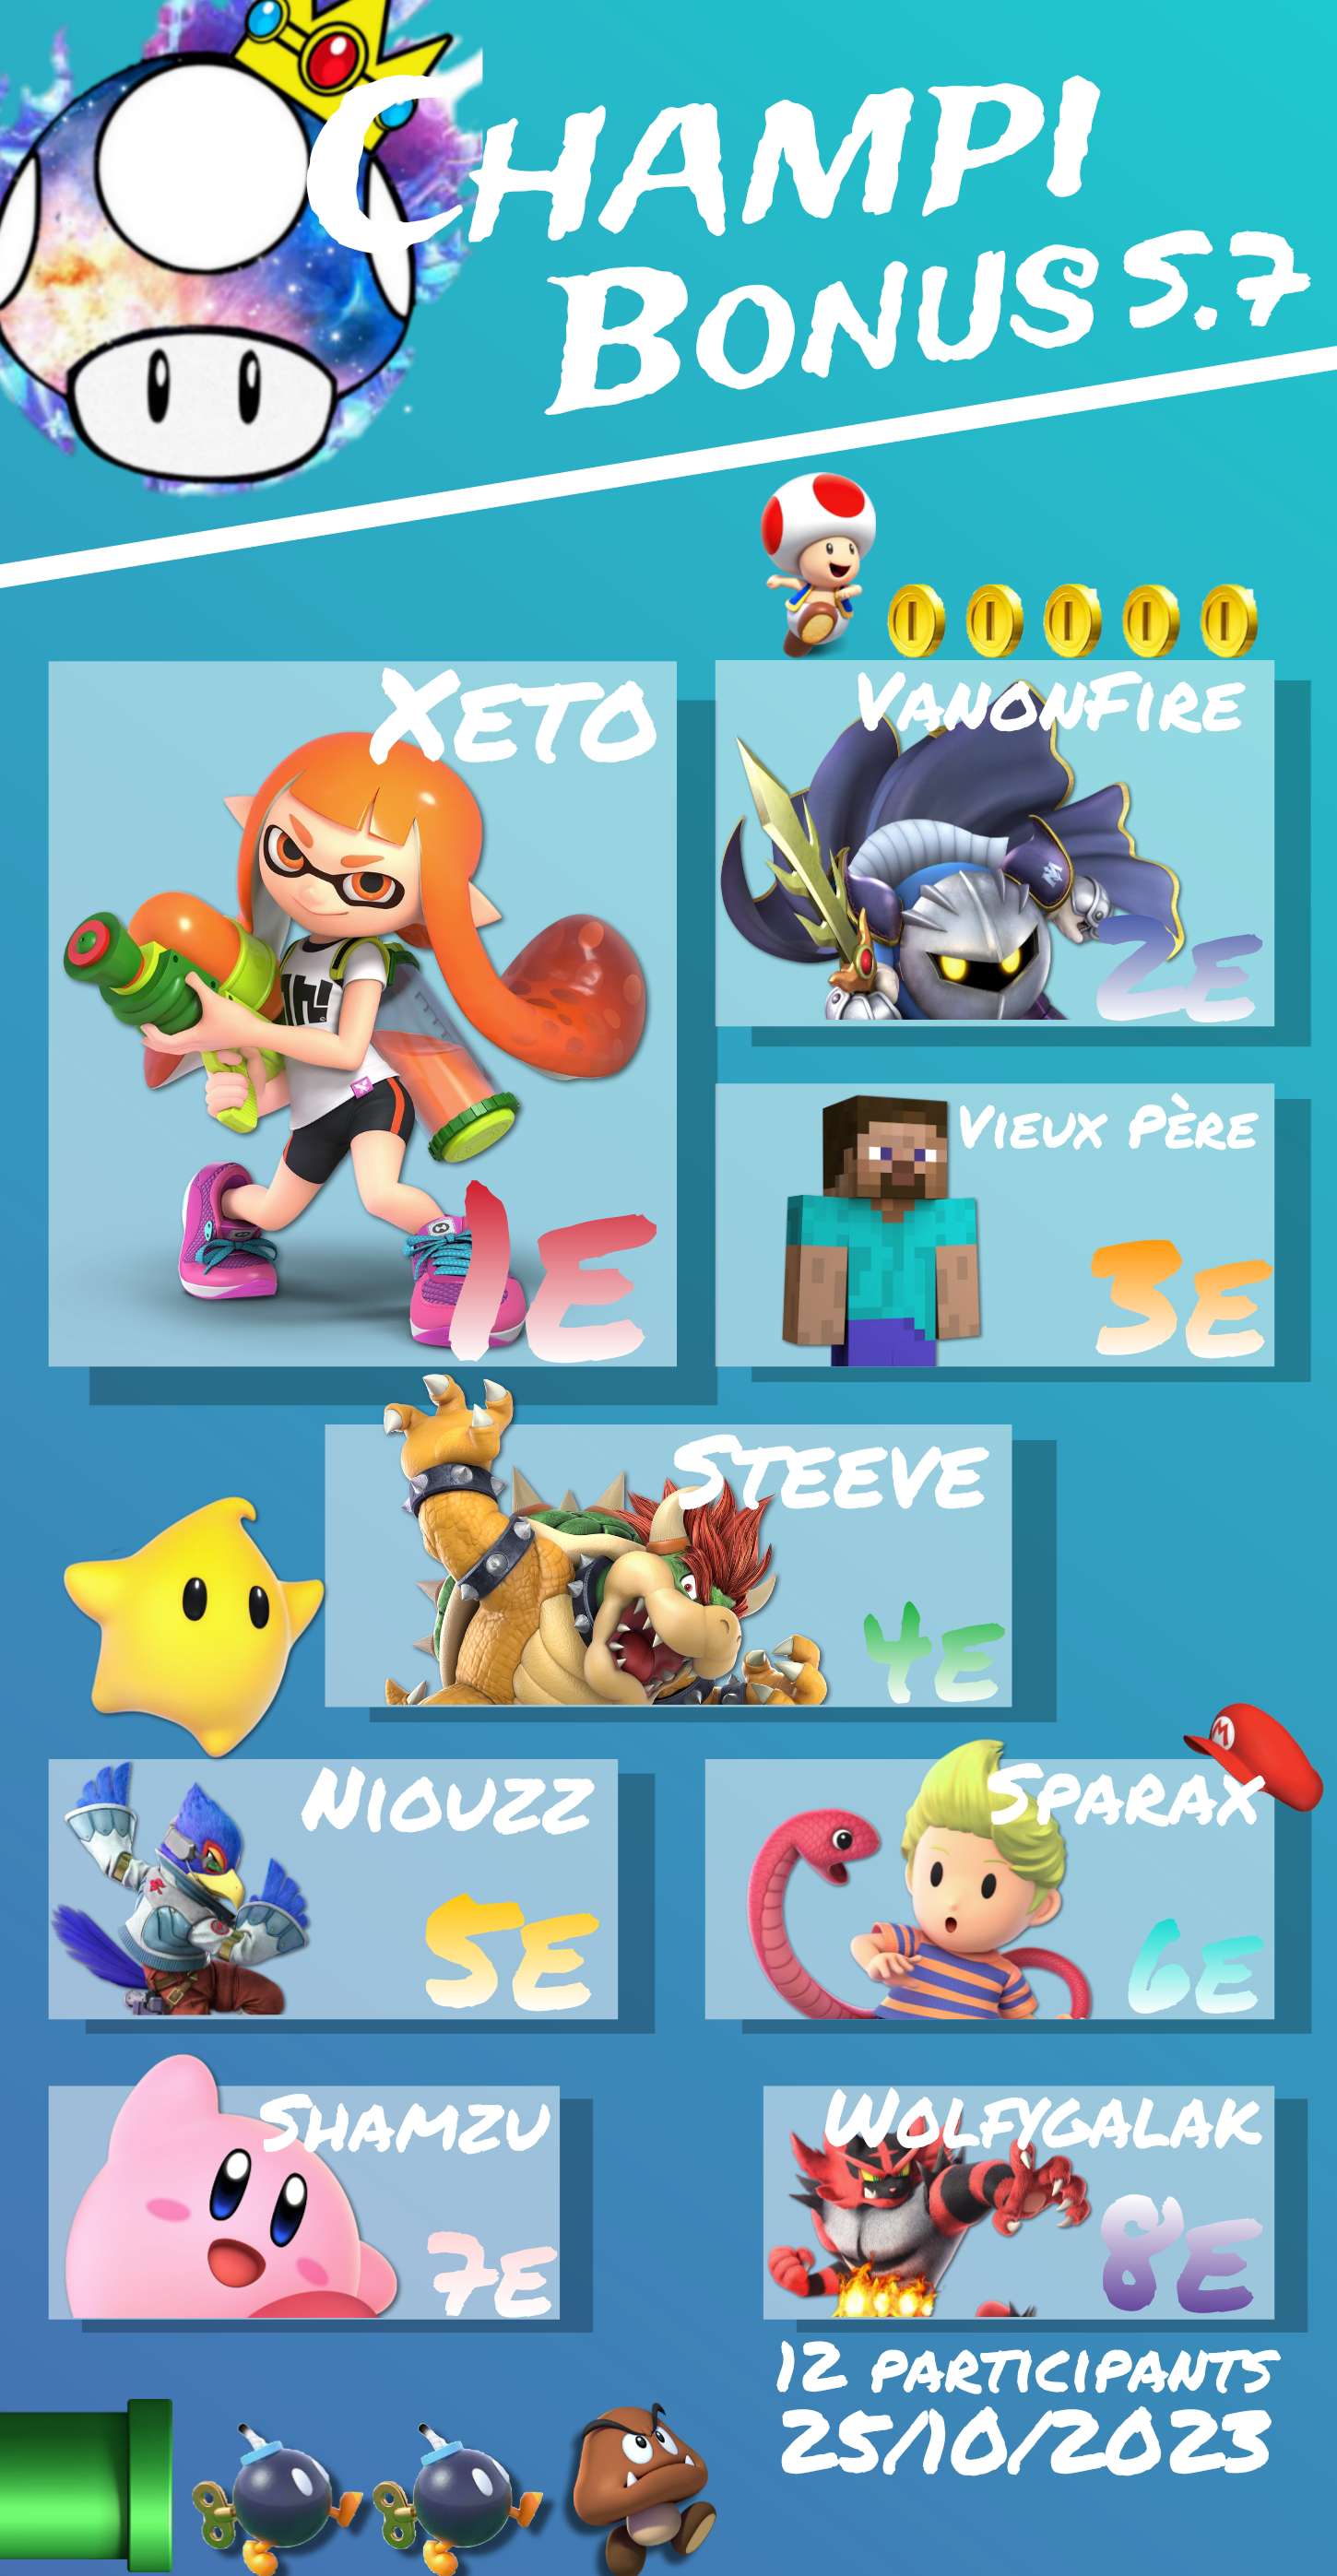 Champi
Bonus 5.7
Xeto
1e
VanonFire
2e
Vieux Père
3e
Steeve
4e
Niouzz
5e
Sparax
6e
Shamzu
7e
Wolfygalak
8e
12 participants
25/10/2023